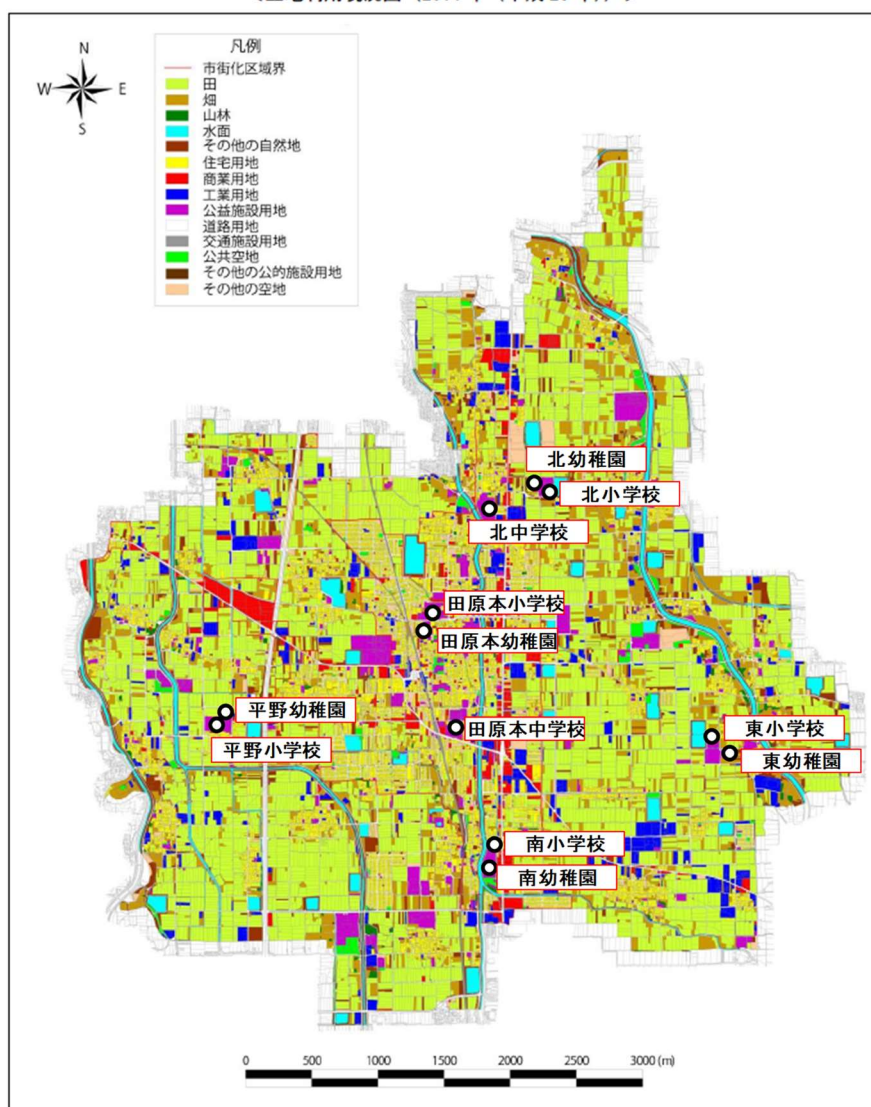 N
W E
S
凡例
市街化区域界
田
畑
山林
水面
その他の自然地
住宅用地
商業用地
工業用地
公益施設用地
道路用地
交通施設用地
公共空地
その他の公的施設用地
その他の空地
北幼稚園
北小学校
北中学校
田原本小学校
田原本幼稚園
平野幼稚園
平野小学校
田原本中学校
東小学校
東幼稚園
南小学校
南幼稚園
0 500 1000 1500 2000 2500 3000 (m)